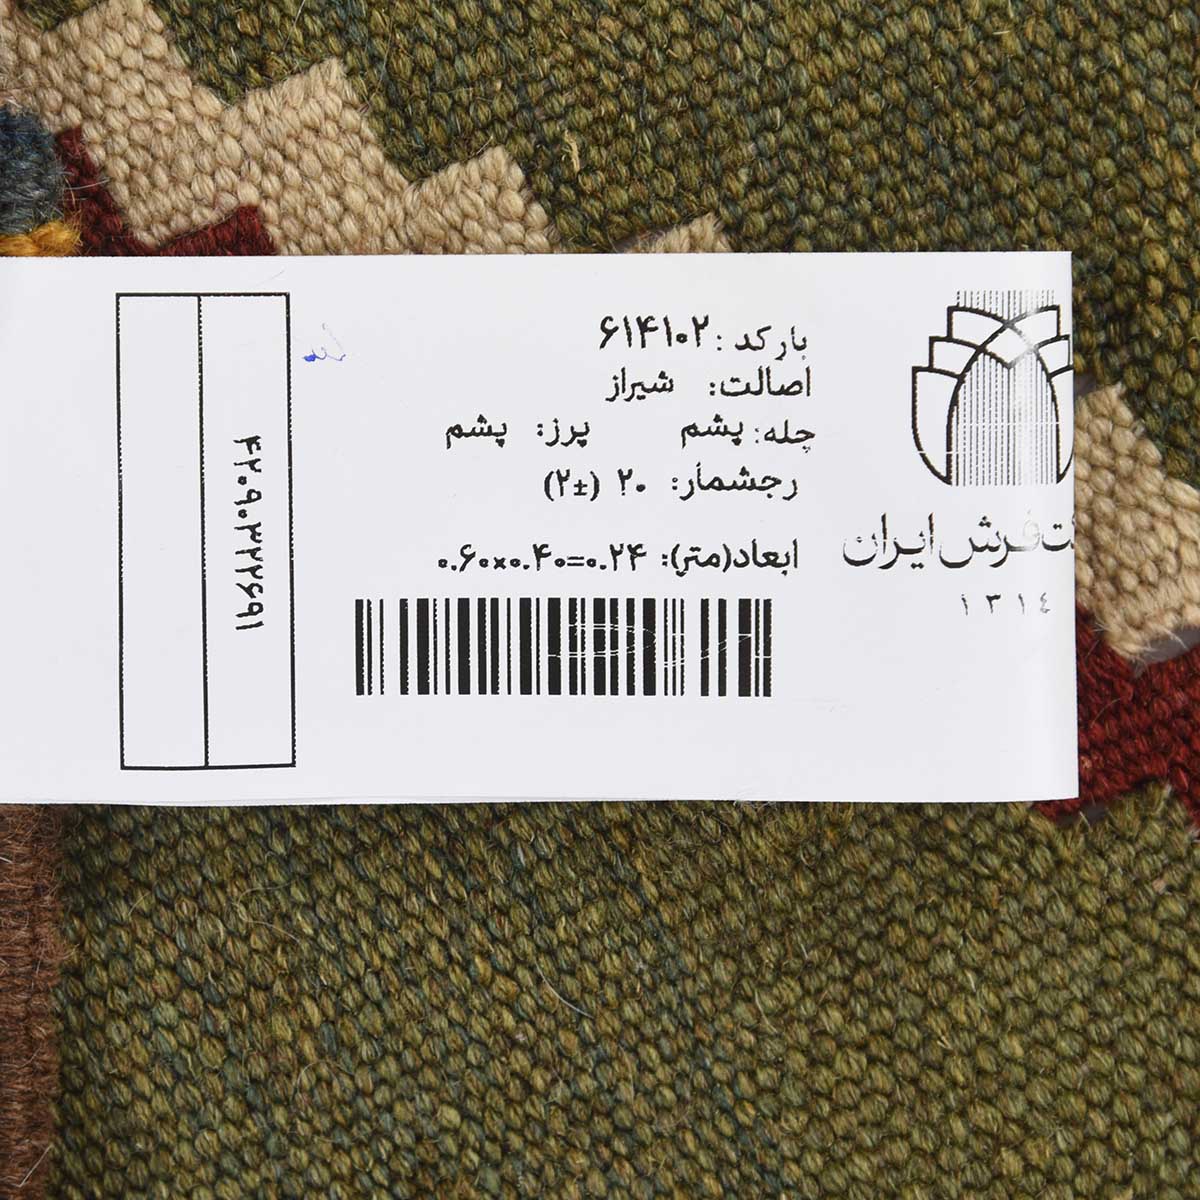 بارکد: ۶۱۴۱۰۲
اصالت: شیراز
چله: پشم پرز: پشم
رجشمار: ۲۰ (±۲)
ابعاد(متر): ۰.۶۰×۰.۴۰=۰.۲۴
فرش ایران
١٣١٤
۴۲۰۹۰۳۲۲۶۹۱